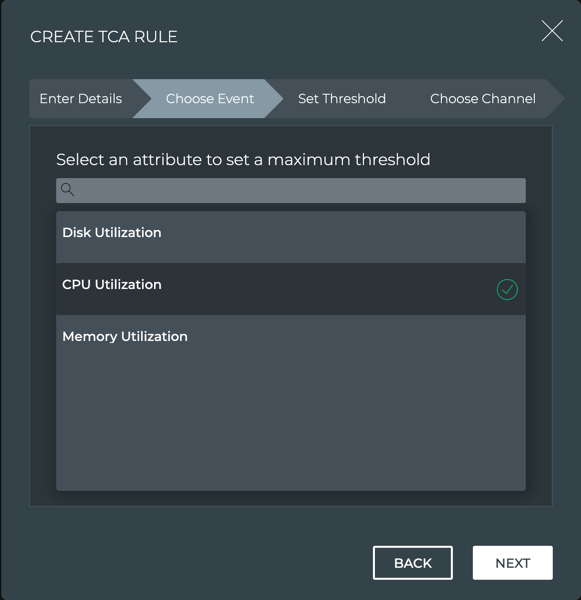 CREATE TCA RULE
Enter Details
Choose Event
Set Threshold
Choose Channel
Select an attribute to set a maximum threshold
Disk Utilization
CPU Utilization
Memory Utilization
BACK
NEXT